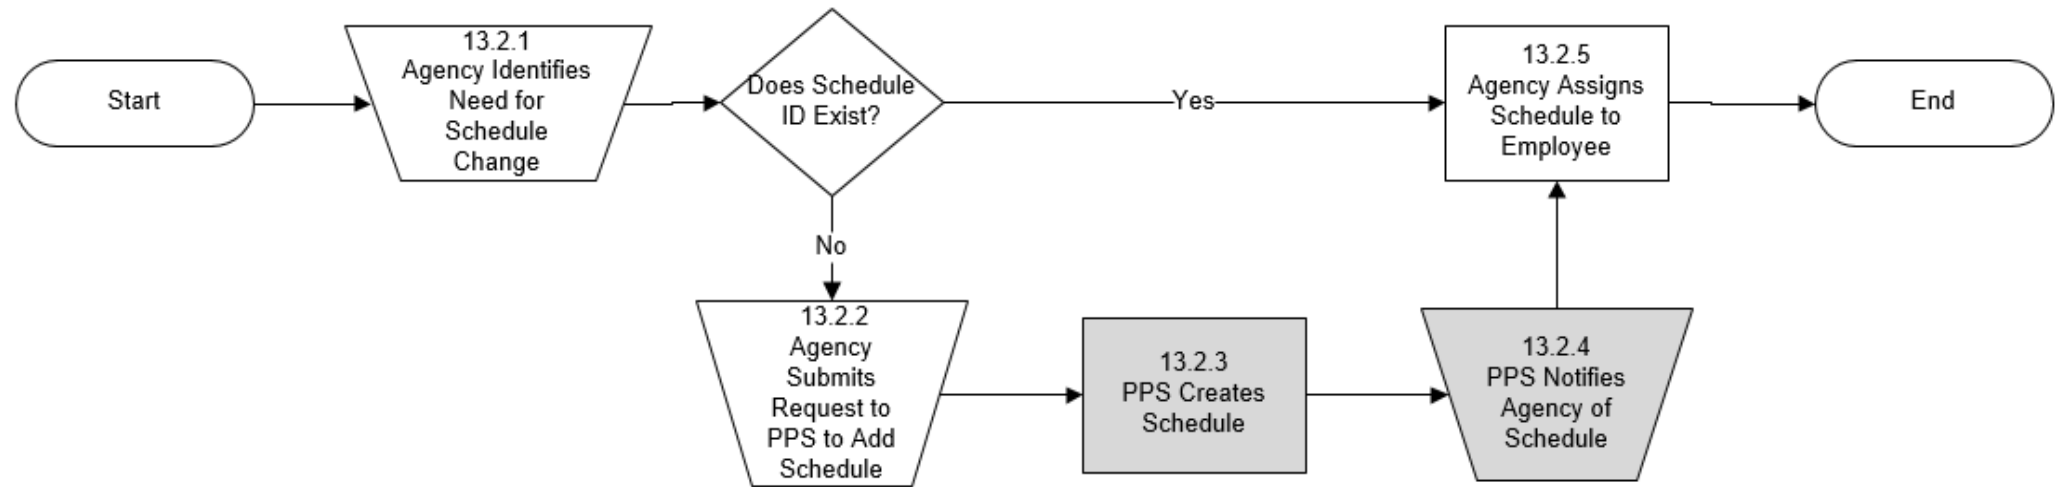 Start
13.2.1
Agency Identifies
Need for
Schedule
Change
Does Schedule
ID Exist?
Yes
13.2.5
Agency Assigns
Schedule to
Employee
End
No
13.2.2
Agency
Submits
Request to
PPS to Add
Schedule
13.2.3
PPS Creates
Schedule
13.2.4
PPS Notifies
Agency of
Schedule